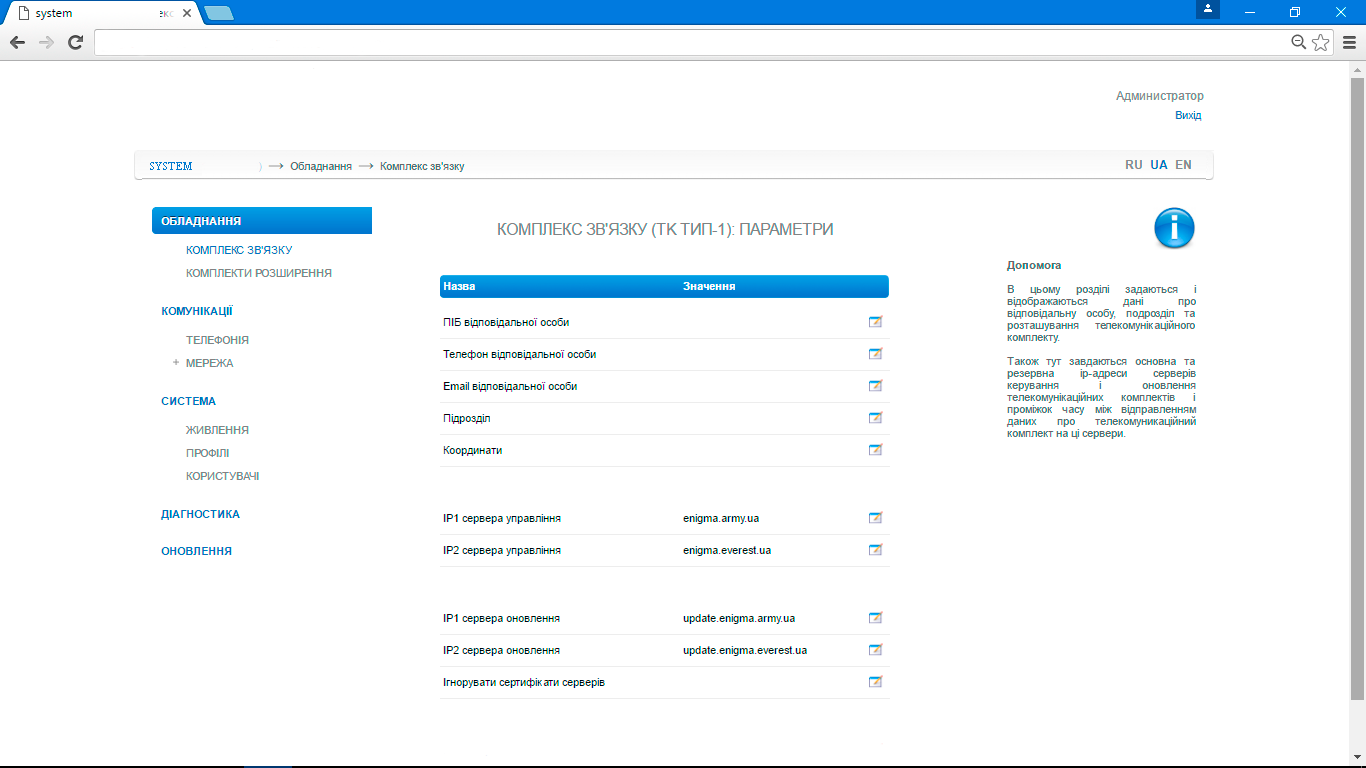 system
Администратор
Вихід
SYSTEM ) → Обладнання → Комплекс зв'язку
RU UA EN
ОБЛАДНАННЯ
КОМПЛЕКС ЗВ'ЯЗКУ
КОМПЛЕКТИ РОЗШИРЕННЯ
КОМУНІКАЦІЇ
ТЕЛЕФОНІЯ
+ МЕРЕЖА
СИСТЕМА
ЖИВЛЕННЯ
ПРОФІЛІ
КОРИСТУВАЧІ
ДІАГНОСТИКА
ОНОВЛЕННЯ
КОМПЛЕКС ЗВ'ЯЗКУ (ТК ТИП-1): ПАРАМЕТРИ
Назва Значення
ПІБ відповідальної особи
Телефон відповідальної особи
Email відповідальної особи
Підрозділ
Координати
IP1 сервера управління enigma.army.ua
IP2 сервера управління enigma.everest.ua
IP1 сервера оновлення update.enigma.army.ua
IP2 сервера оновлення update.enigma.everest.ua
Ігнорувати сертифікати серверів
i
Допомога
В цьому розділі задаються і
відображаються дані про
відповідальну особу, подрозділ та
розташування телекомунікаційного
комплекту.
Також тут завдаються основна та
резервна ip-адреси серверів
керування і оновлення
телекомунікаційних комплектів і
проміжок часу між відправленням
даних про телекомуникаційний
комплект на ці сервери.